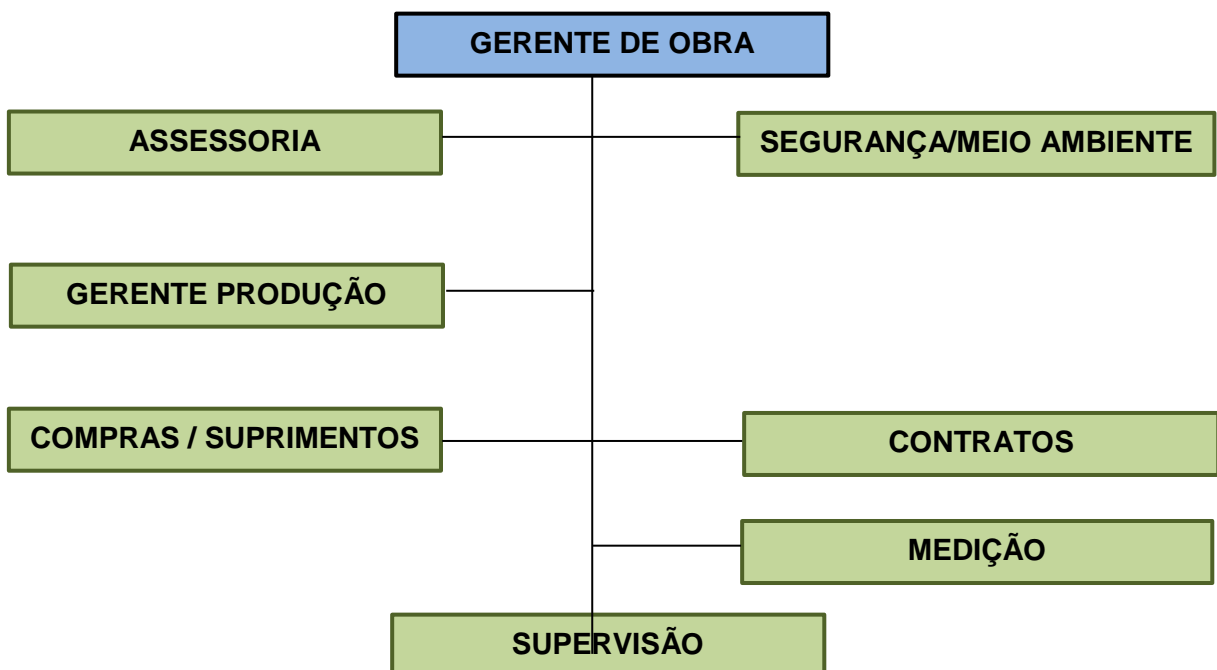 GERENTE DE OBRA
ASSESSORIA
SEGURANÇA/MEIO AMBIENTE
GERENTE PRODUÇÃO
COMPRAS / SUPRIMENTOS
CONTRATOS
MEDIÇÃO
SUPERVISÃO